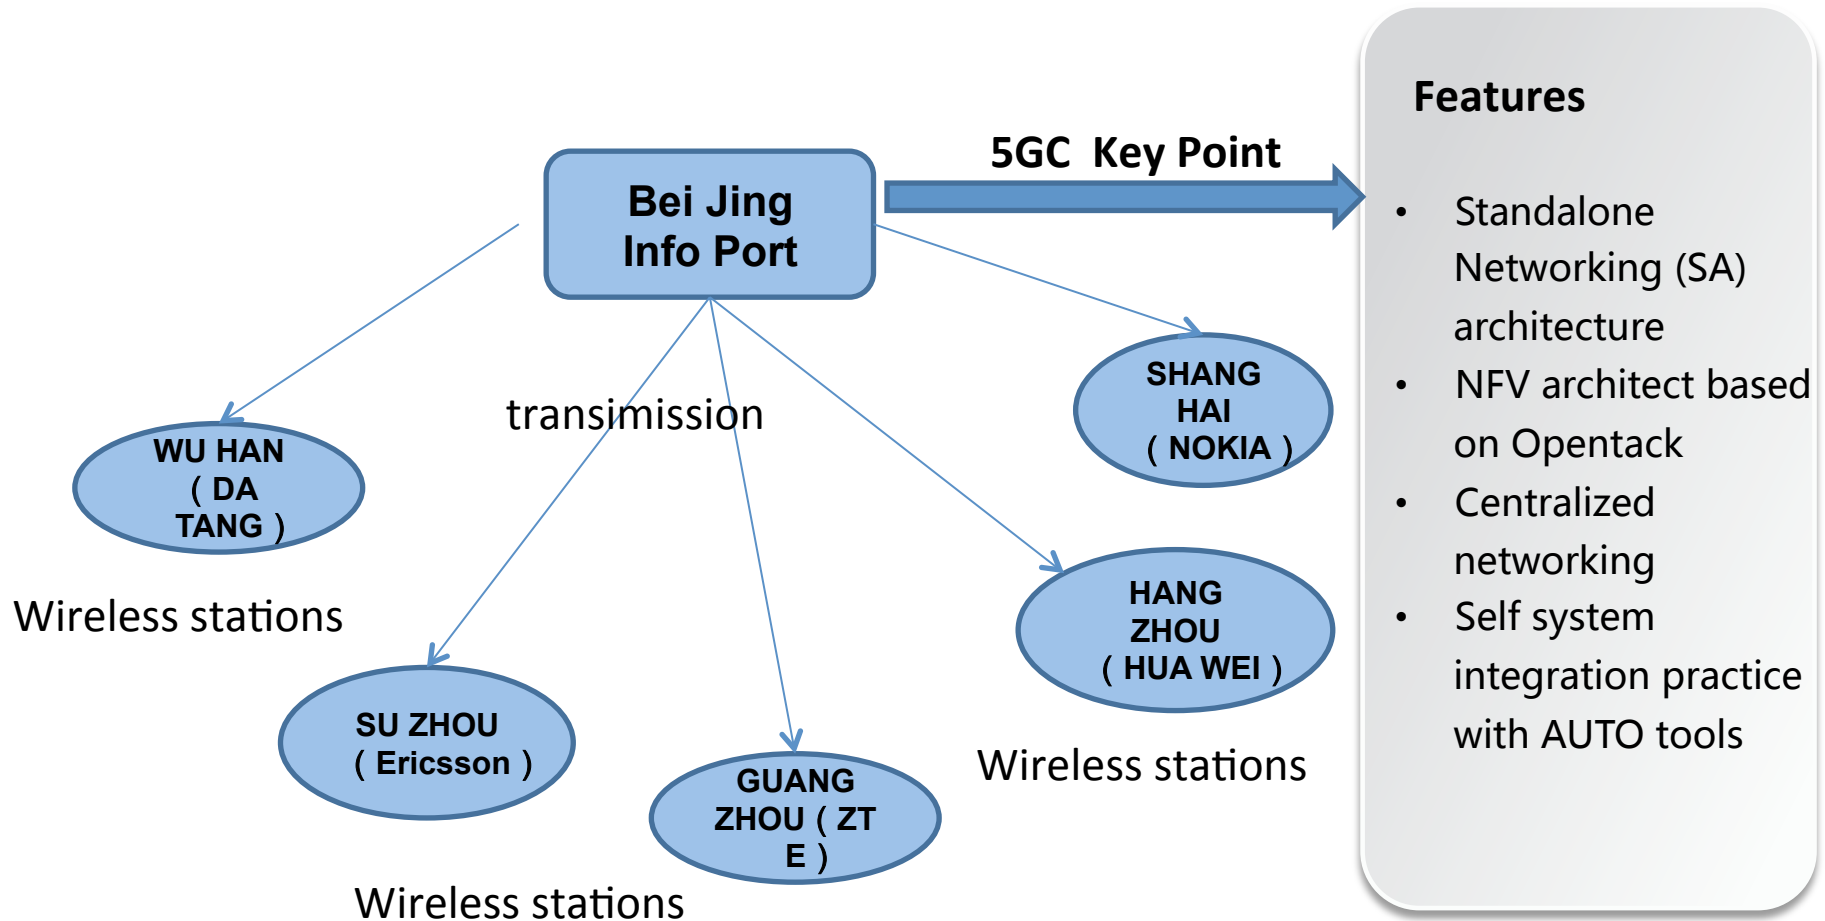 Features
5GC  Key Point
Bei Jing
Info Port
Standalone
Networking (SA)
architecture
NFV architect based
on Opentack
Centralized
networking
Self system
integration practice
with AUTO tools
SHANG
HAI
( NOKIA )
transimission
WU HAN
( DA
TANG )
Wireless stations
HANG
ZHOU
( HUA WEI )
SU ZHOU
( Ericsson )
GUANG
ZHOU ( ZT
E )
Wireless stations
Wireless stations